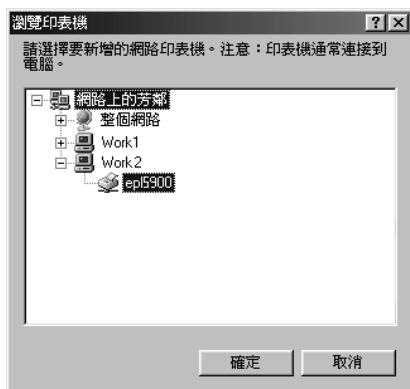 瀏覽印表機
請選擇要新增的網路印表機。注意：印表機通常連接到
電腦。
網路上的芳鄰
整個網路
Work1
Work2
epl5900
確定
取消